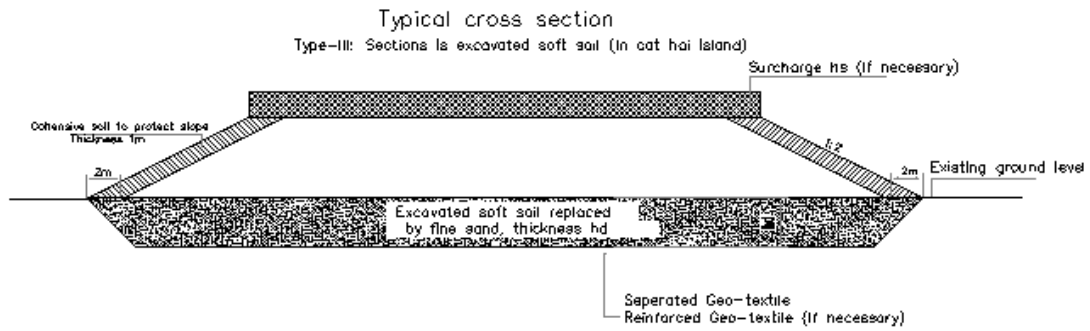 Typical cross section
Type-III: Sections is excavated soft soil (in cat hai island)
Surcharge hs (if necessary)
Cohensive soil to protect slope
Thickness 1m
1:2
2m
2m
Existing ground level
Excavated soft soil replaced
by fine sand, thickness hd
Seperated Geo-textile
Reinforced Geo-textile (if necessary)